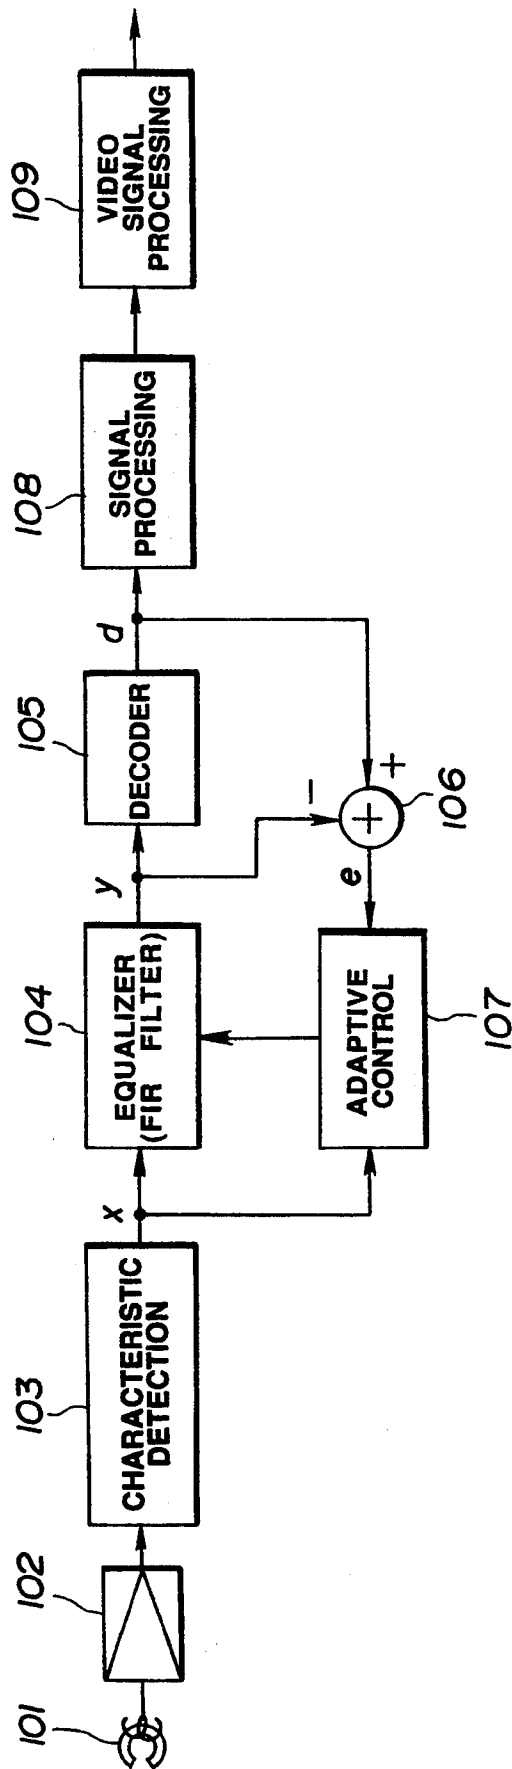 101
102
103
CHARACTERISTIC
DETECTION
x
104
EQUALIZER
(FIR FILTER)
y
105
DECODER
d
108
SIGNAL
PROCESSING
109
VIDEO
SIGNAL
PROCESSING
−
+
+
106
e
ADAPTIVE
CONTROL
107